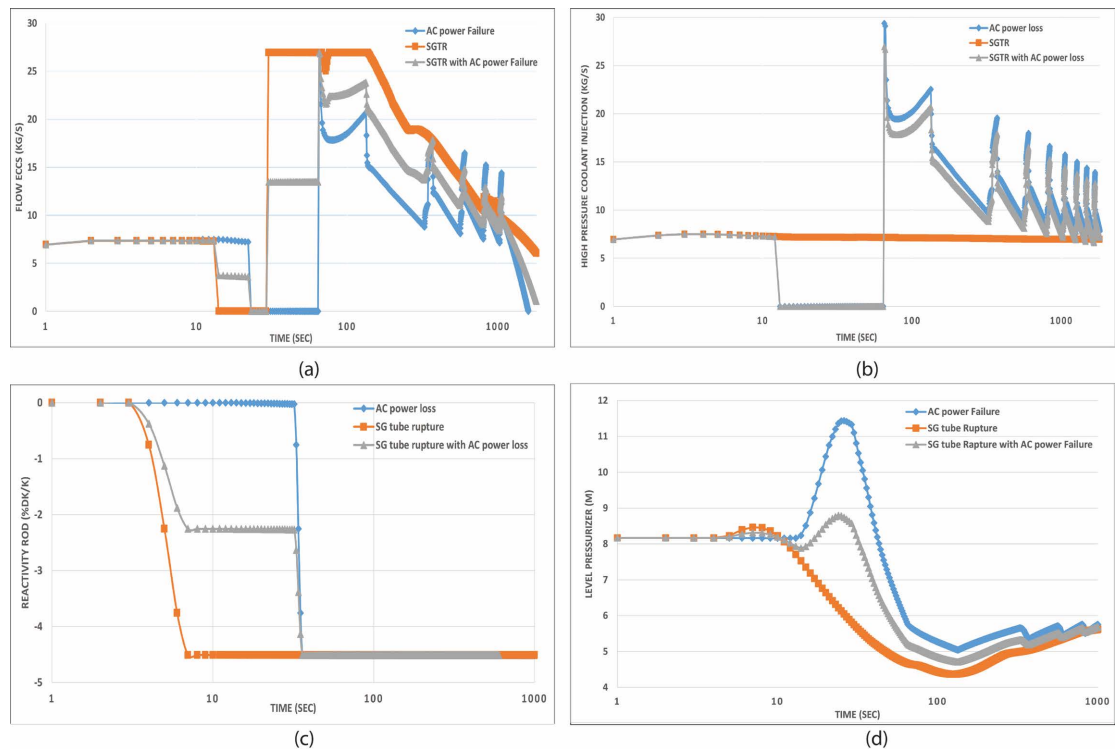 30
25
20
15
10
5
0
FLOW ECCS (KG/S)
AC power Failure
SGTR
SGTR with AC power Failure
1 10 100 1000
TIME (SEC)
(a)
30
25
20
15
10
5
0
HIGH PRESSURE COOLANT INJECTION (KG/S)
AC power loss
SGTR
SGTR with AC power loss
1 10 100 1000
TIME (SEC)
(b)
0
-1
-2
-3
-4
-5
REACTIVITY ROD (%DK/K)
AC power loss
SG tube rupture
SG tube rupture with AC power loss
1 10 100 1000
TIME (SEC)
(c)
12
11
10
9
8
7
6
5
4
LEVEL PRESSURIZER (M)
AC power Failure
SG tube Rupture
SG tube Rapture with AC power Failure
1 10 100 1000
TIME (SEC)
(d)